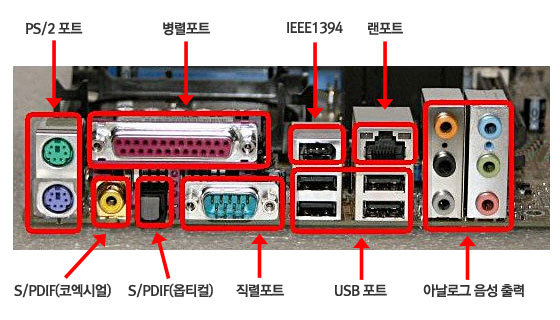 PS/2 포트
병렬포트
IEEE1394
랜포트
S/PDIF(코엑시얼)
S/PDIF(옵티컬)
직렬포트
USB 포트
아날로그 음성 출력